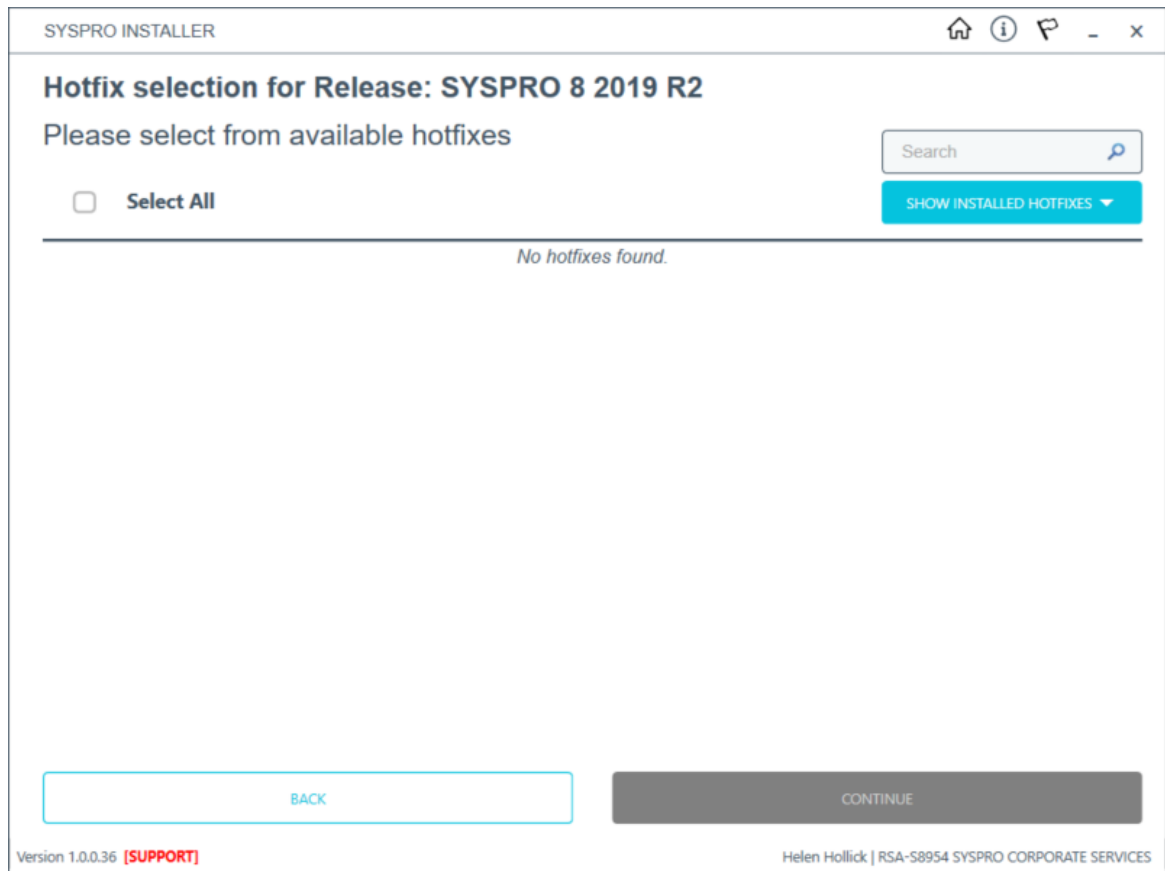 SYSPRO INSTALLER
Hotfix selection for Release: SYSPRO 8 2019 R2
Please select from available hotfixes
Search
Select All
SHOW INSTALLED HOTFIXES
No hotfixes found.
BACK
CONTINUE
Version 1.0.0.36 [SUPPORT]
Helen Hollick | RSA-S8954 SYSPRO CORPORATE SERVICES